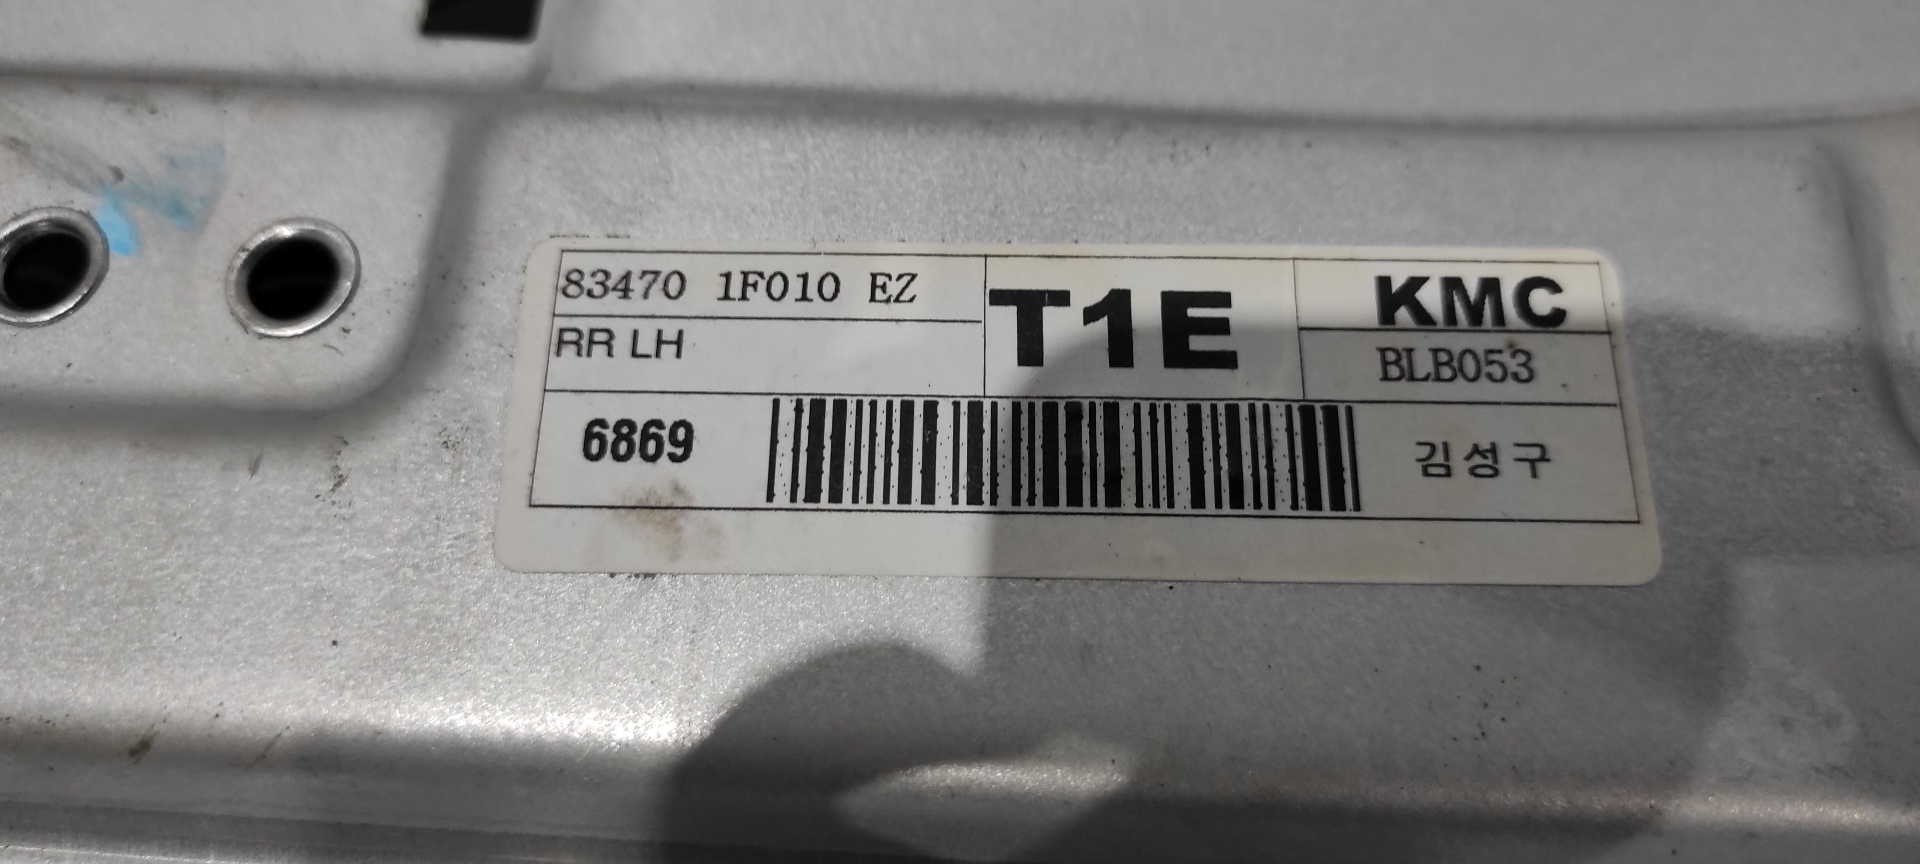 83470 1F010 EZ
RR LH
T1E
KMC
BLB053
6869
김성구